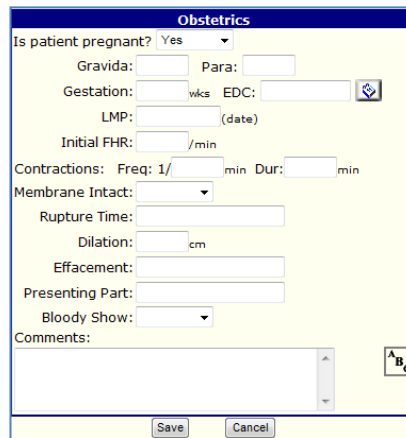 Obstetrics
Is patient pregnant? Yes
Gravida: Para:
Gestation: wks EDC:
LMP: (date)
Initial FHR: /min
Contractions: Freq: 1/ min Dur: min
Membrane Intact:
Rupture Time:
Dilation: cm
Effacement:
Presenting Part:
Bloody Show:
Comments:
AB
Save Cancel